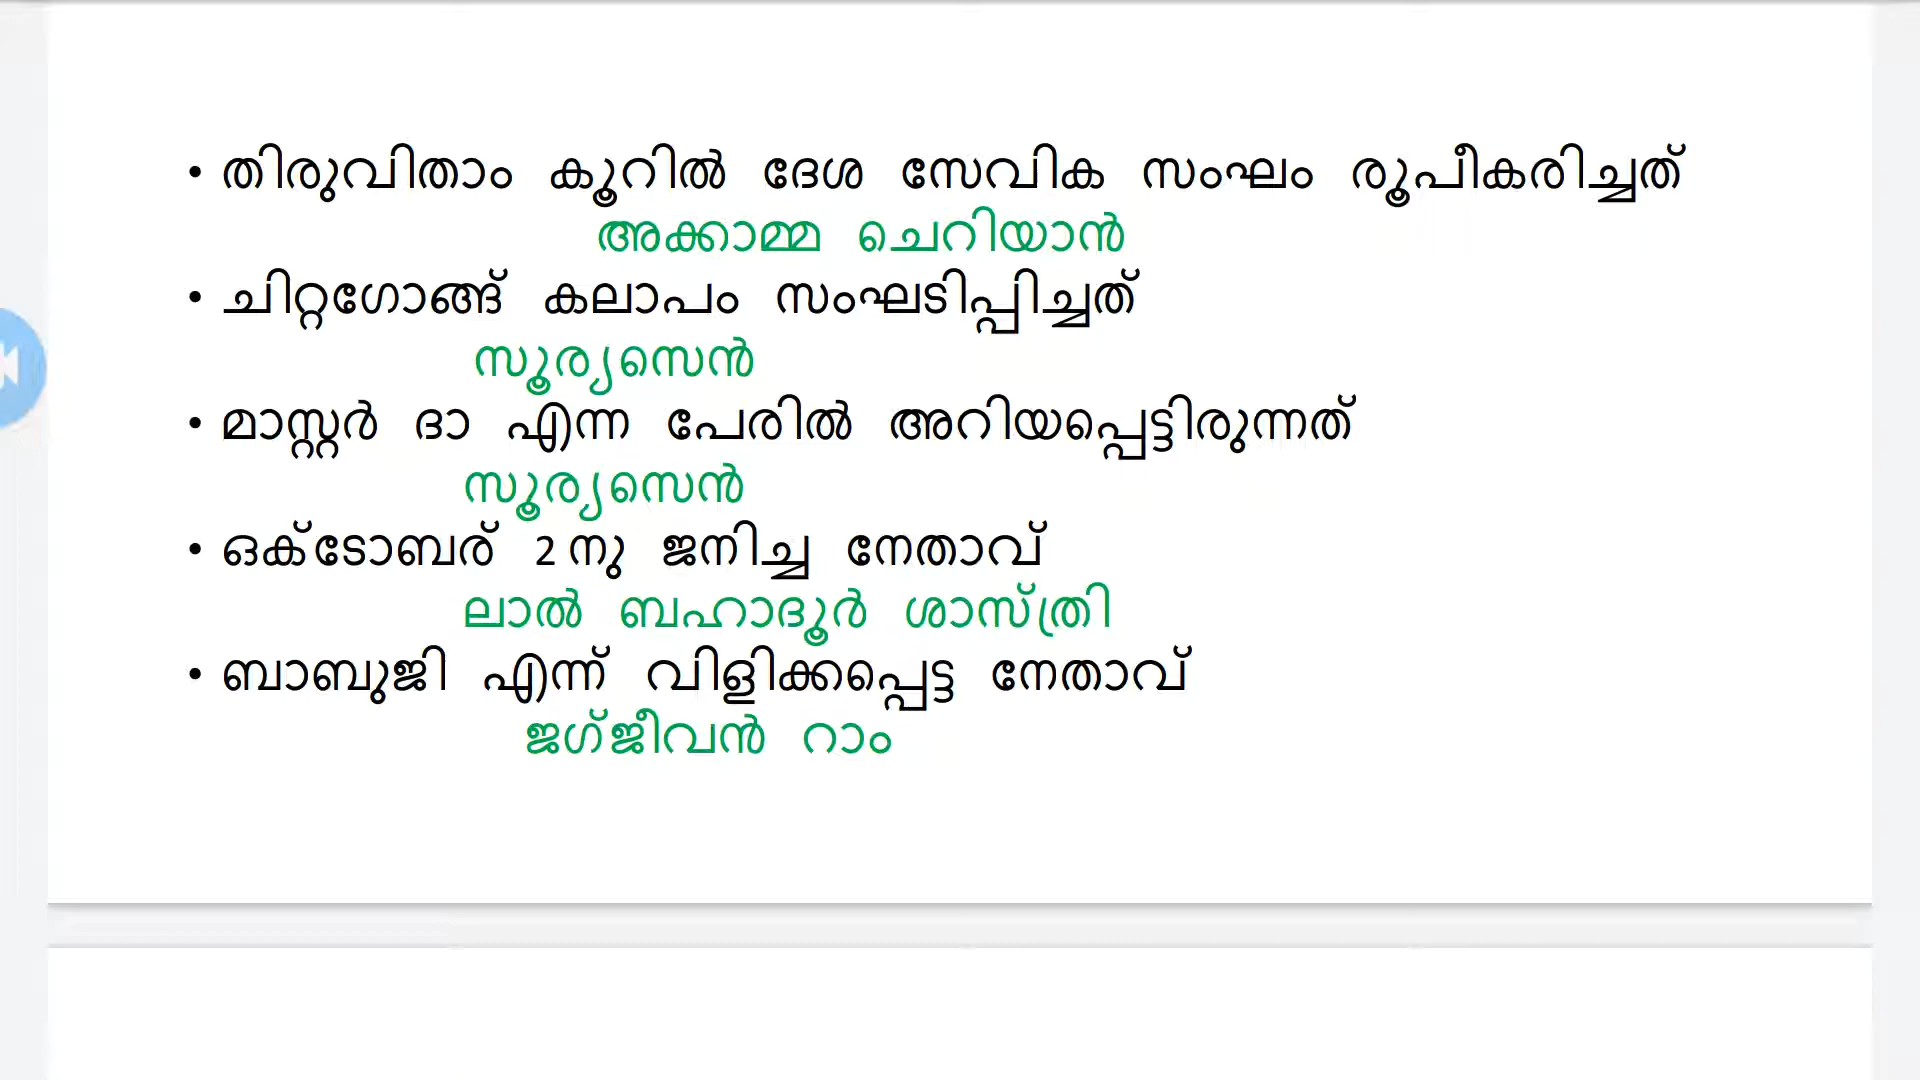 • തിരുവിതാം കൂറിൽ ദേശ സേവിക സംഘം രൂപീകരിച്ചത്
അക്കാമ്മ ചെറിയാൻ
• ചിറ്റഗോങ്ങ് കലാപം സംഘടിപ്പിച്ചത്
സൂര്യസെൻ
• മാസ്റ്റർ ദാ എന്ന പേരിൽ അറിയപ്പെട്ടിരുന്നത്
സൂര്യസെൻ
• ഒക്ടോബര് 2 നു ജനിച്ച നേതാവ്
ലാൽ ബഹാദൂർ ശാസ്ത്രി
• ബാബുജി എന്ന് വിളിക്കപ്പെട്ട നേതാവ്
ജഗ്ജീവൻ റാം